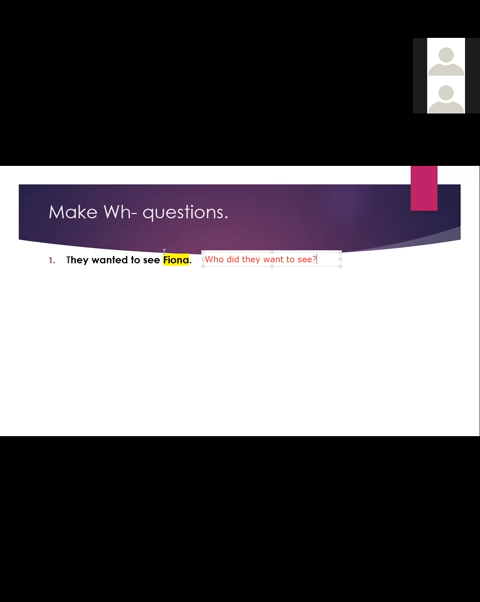 Make Wh- questions.
1. They wanted to see Fiona. Who did they want to see?